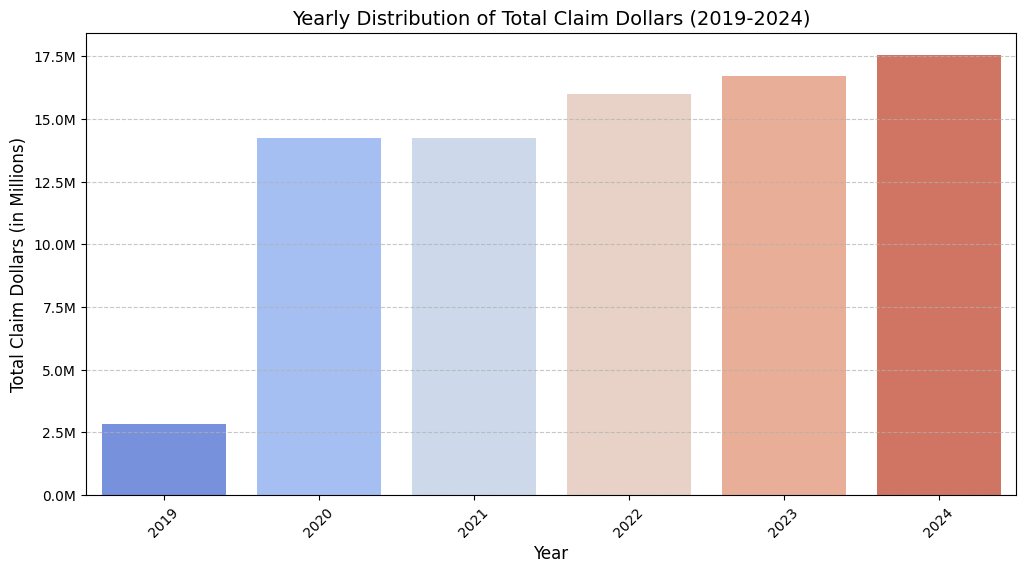 Yearly Distribution of Total Claim Dollars (2019-2024)
Total Claim Dollars (in Millions)
17.5M
15.0M
12.5M
10.0M
7.5M
5.0M
2.5M
0.0M
2019
2020
2021
2022
2023
2024
Year